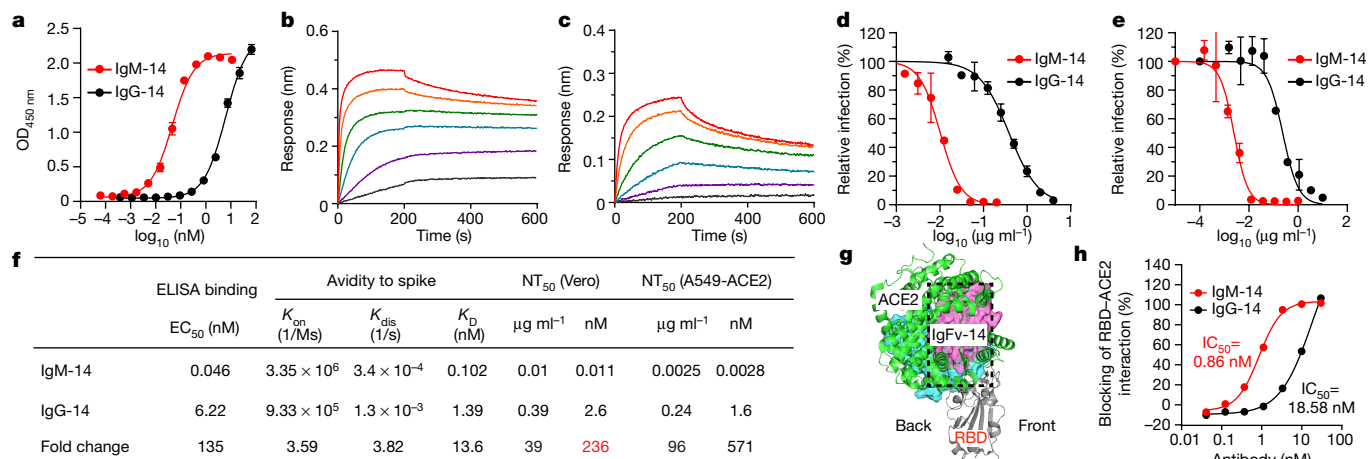 a
2.5
2.0
1.5
1.0
0.5
0
OD450 nm
IgM-14
IgG-14
−5 −4 −3 −2 −1 0 1 2
log10 (nM)
b
0.6
0.4
0.2
0
Response (nm)
0 200 400 600
Time (s)
c
0.4
0.3
0.2
0.1
0
Response (nm)
0 200 400 600
Time (s)
d
120
100
80
60
40
20
0
Relative infection (%)
IgM-14
IgG-14
−3 −2 −1 0 1
log10 (μg ml−1)
e
120
100
80
60
40
20
0
Relative infection (%)
IgM-14
IgG-14
−4 −2 0 2
log10 (μg ml−1)
f
ELISA binding Avidity to spike NT50 (Vero) NT50 (A549-ACE2)
EC50 (nM) Kon (1/Ms) Kdis (1/s) KD (nM) μg ml−1 nM μg ml−1 nM
IgM-14 0.046 3.35 × 10⁶ 3.4 × 10⁻⁴ 0.102 0.01 0.011 0.0025 0.0028
IgG-14 6.22 9.33 × 10⁵ 1.3 × 10⁻³ 1.39 0.39 2.6 0.24 1.6
Fold change 135 3.59 3.82 13.6 39 236 96 571
g
ACE2
IgFv-14
Back
RBD
Front
h
140
120
100
80
60
40
20
0
−20
Blocking of RBD–ACE2
interaction (%)
IgM-14
IgG-14
IC50=
0.86 nM
IC50=
18.58 nM
0.01 0.1 1 10 100
Antibody (nM)